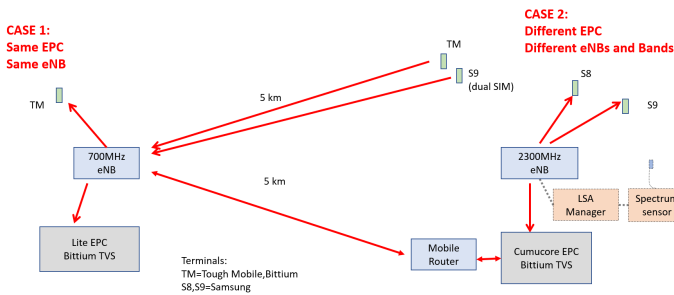 CASE 1:
Same EPC
Same eNB
CASE 2:
Different EPC
Different eNBs and Bands
TM
S9
(dual SIM)
S8
S9
TM
5 km
700MHz
eNB
5 km
2300MHz
eNB
LSA
Manager
Spectrum
sensor
Lite EPC
Bittium TVS
Mobile
Router
Cumucore EPC
Bittium TVS
Terminals:
TM=Tough Mobile,Bittium
S8,S9=Samsung